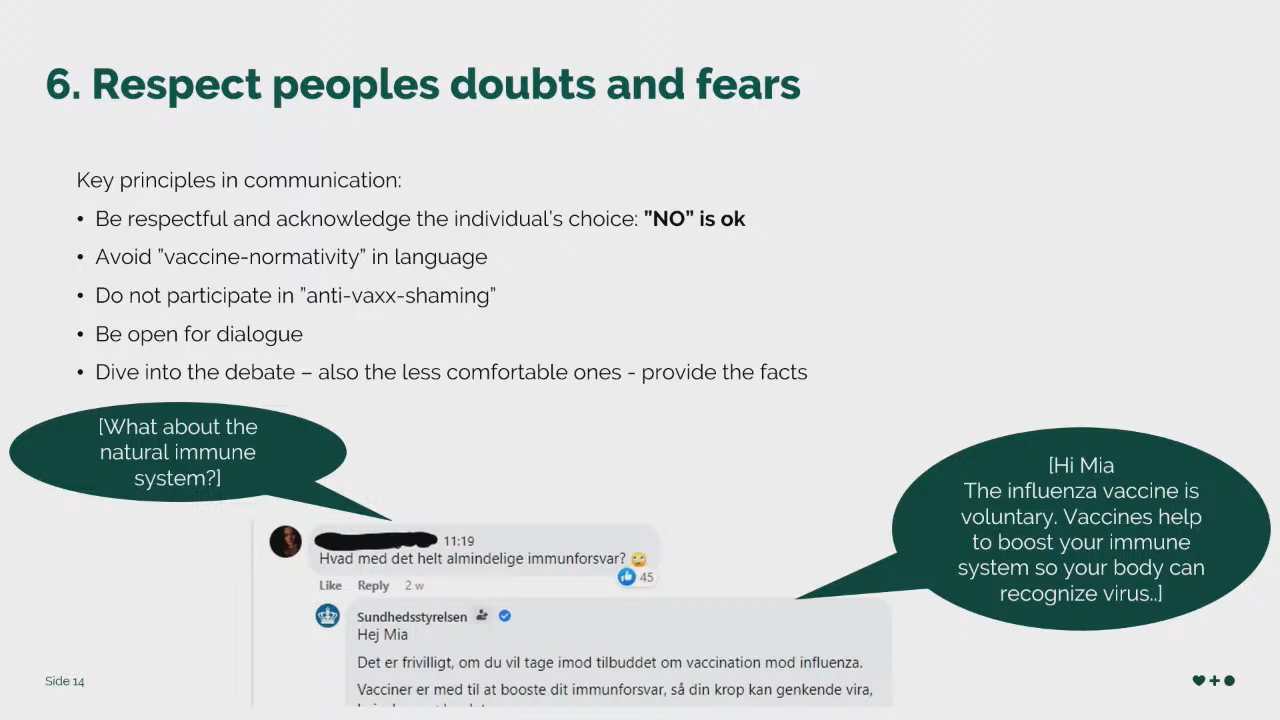 6. Respect peoples doubts and fears
Key principles in communication:
• Be respectful and acknowledge the individual's choice: ”NO” is ok
• Avoid ”vaccine-normativity” in language
• Do not participate in ”anti-vaxx-shaming”
• Be open for dialogue
• Dive into the debate – also the less comfortable ones - provide the facts
[What about the
natural immune
system?]
11:19
Hvad med det helt almindelige immunforsvar? 🙄
45
Like Reply 2 w
[Hi Mia
The influenza vaccine is
voluntary. Vaccines help
to boost your immune
system so your body can
recognize virus..]
Sundhedsstyrelsen
Hej Mia
Det er frivilligt, om du vil tage imod tilbuddet om vaccination mod influenza.
Vacciner er med til at booste dit immunforsvar, så din krop kan genkende vira,
Side 14